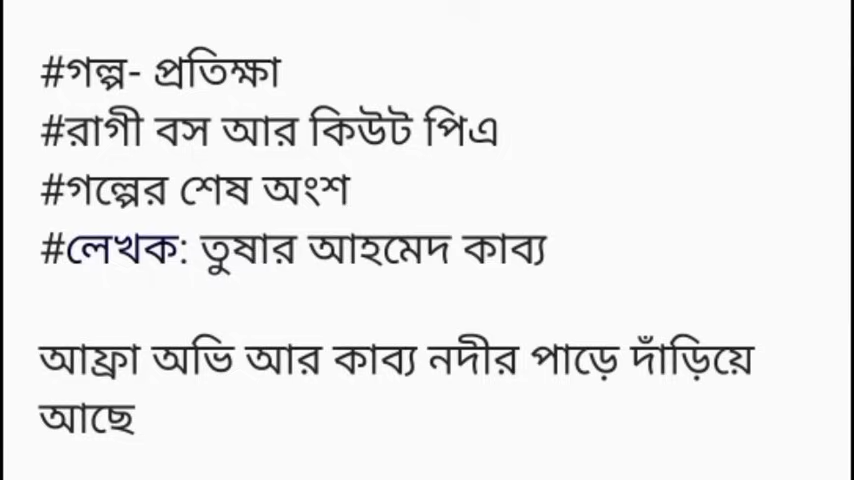 #গল্প- প্রতিক্ষা
#রাগী বস আর কিউট পিএ
#গল্পের শেষ অংশ
#লেখক: তুষার আহমেদ কাব্য
আফ্রা অভি আর কাব্য নদীর পাড়ে দাঁড়িয়ে
আছে